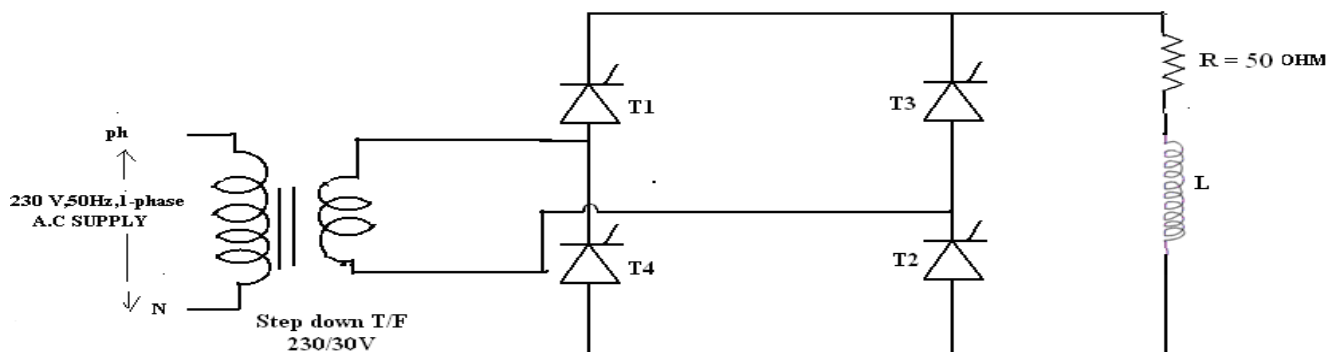 T1
T3
R = 50 OHM
ph
230 V,50Hz,1-phase
A.C SUPPLY
L
T4
T2
N
Step down T/F
230/30V